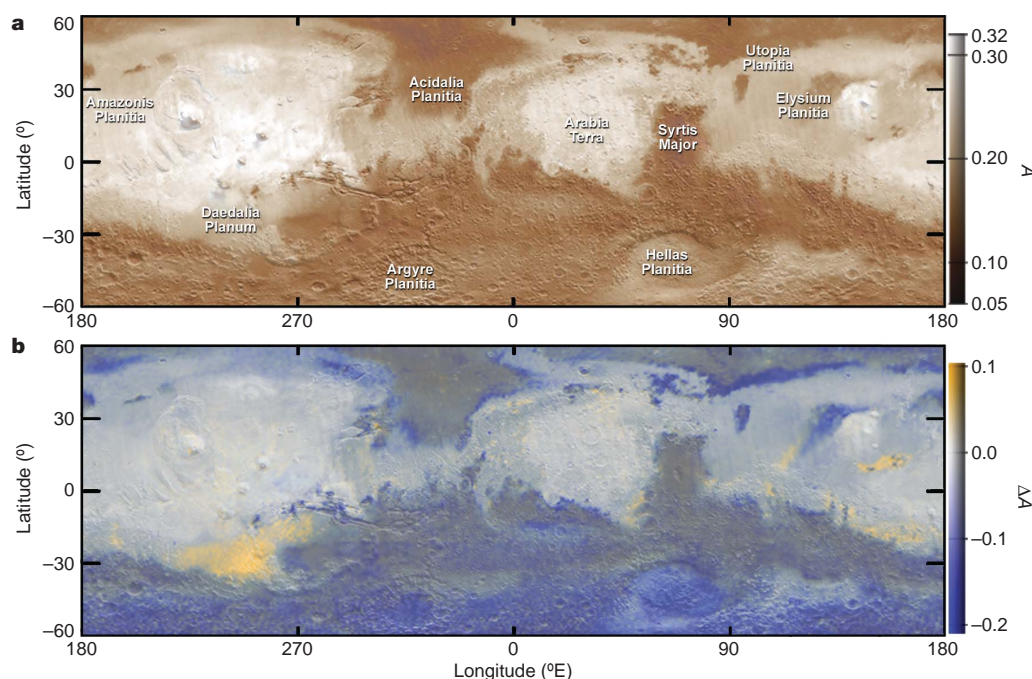 a
60
30
0
–30
–60
Latitude (º)
Amazonis
Planitia
Daedalia
Planum
Acidalia
Planitia
Argyre
Planitia
Arabia
Terra
Syrtis
Major
Hellas
Planitia
Utopia
Planitia
Elysium
Planitia
0.32
0.30
0.20
0.10
0.05
A
180
270
0
90
180
b
60
30
0
–30
–60
Latitude (º)
0.1
0.0
–0.1
–0.2
ΔA
180
270
0
90
180
Longitude (ºE)